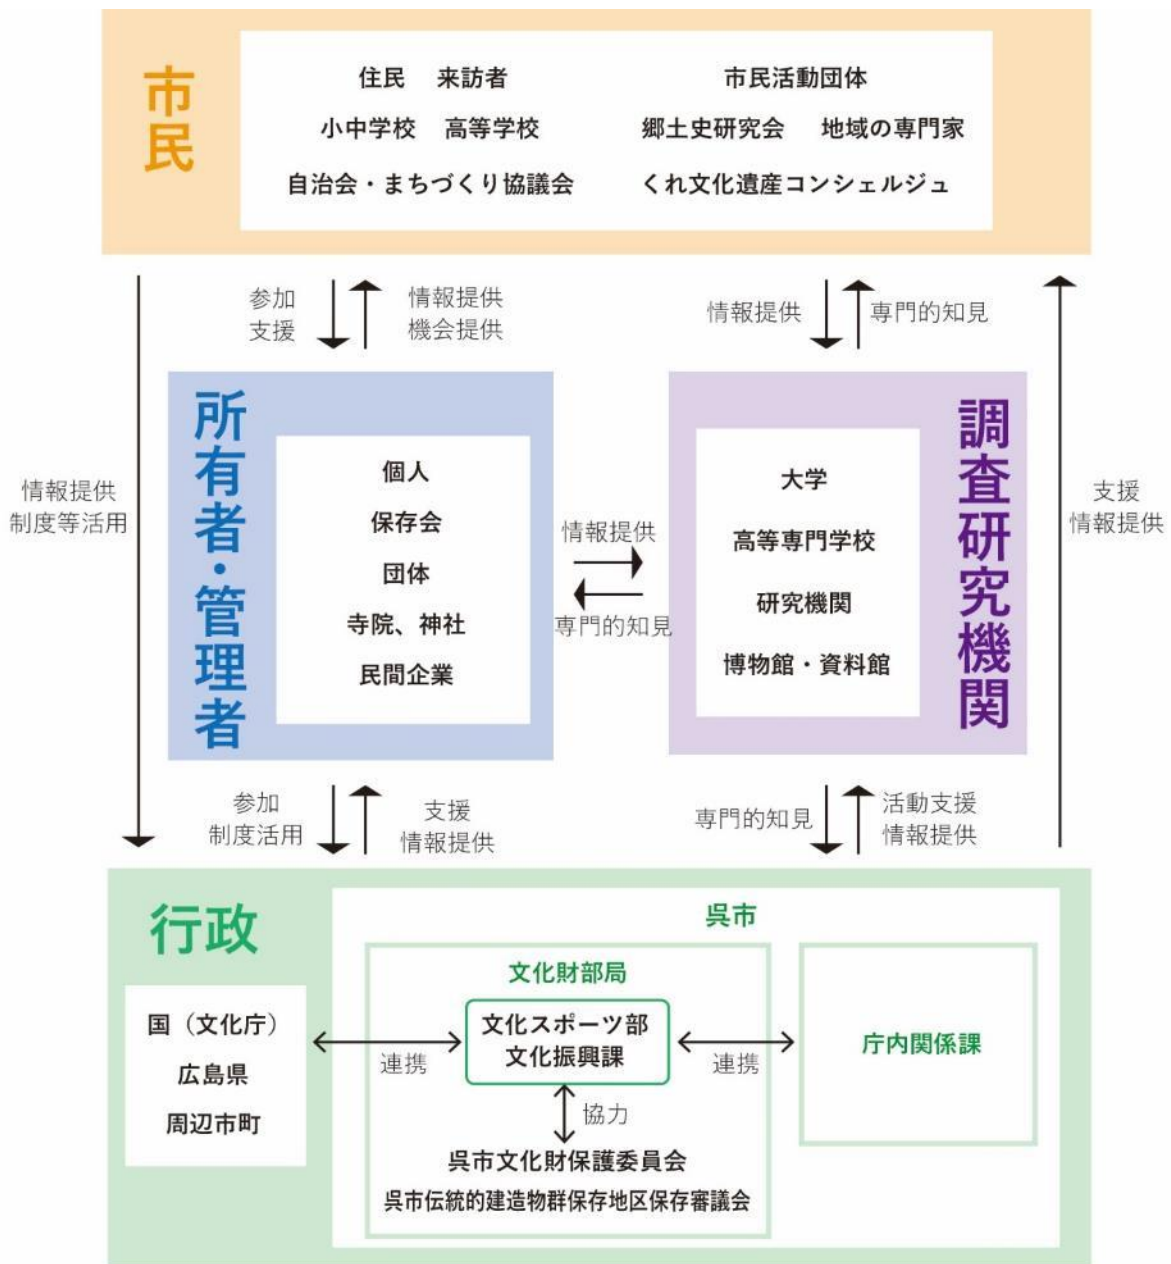 市民
住民 来訪者
小中学校 高等学校
自治会・まちづくり協議会
市民活動団体
郷土史研究会 地域の専門家
くれ文化遺産コンシェルジュ
参加
支援
情報提供
機会提供
情報提供
専門的知見
情報提供
制度等活用
所有者・管理者
個人
保存会
団体
寺院、神社
民間企業
情報提供
専門的知見
大学
高等専門学校
研究機関
博物館・資料館
調査研究機関
支援
情報提供
参加
制度活用
支援
情報提供
専門的知見
活動支援
情報提供
行政
国（文化庁）
広島県
周辺市町
連携
呉市
文化財部局
文化スポーツ部
文化振興課
協力
呉市文化財保護委員会
呉市伝統的建造物群保存地区保存審議会
連携
庁内関係課